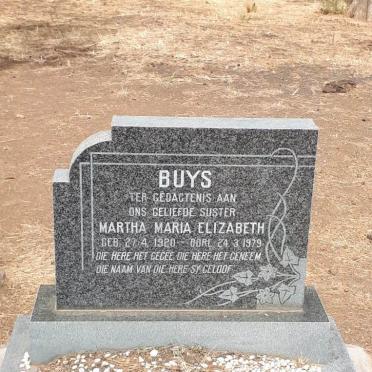 BUYS
TER GEDAGTENIS AAN
ONS GELIEFDE SUSTER
MARTHA MARIA ELIZABETH
GEB. 27. 4. 1920 - OORL. 24. 3. 1979
DIE HERE HET GEGEE, DIE HERE HET GENEEM
DIE NAAM VAN DIE HERE SY GELOOF